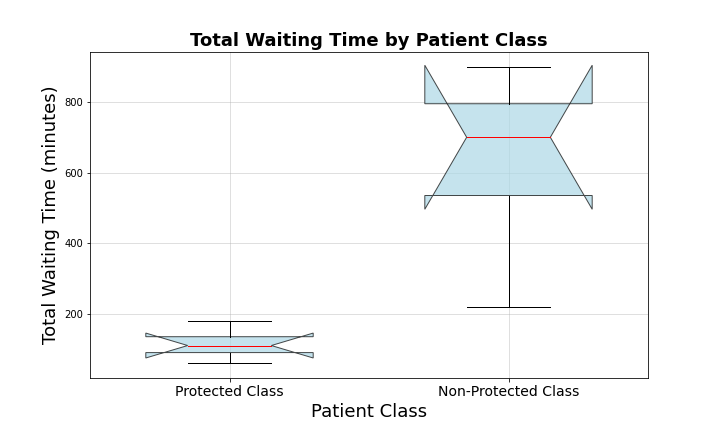 Total Waiting Time by Patient Class
Total Waiting Time (minutes)
800
600
400
200
Protected Class
Non-Protected Class
Patient Class